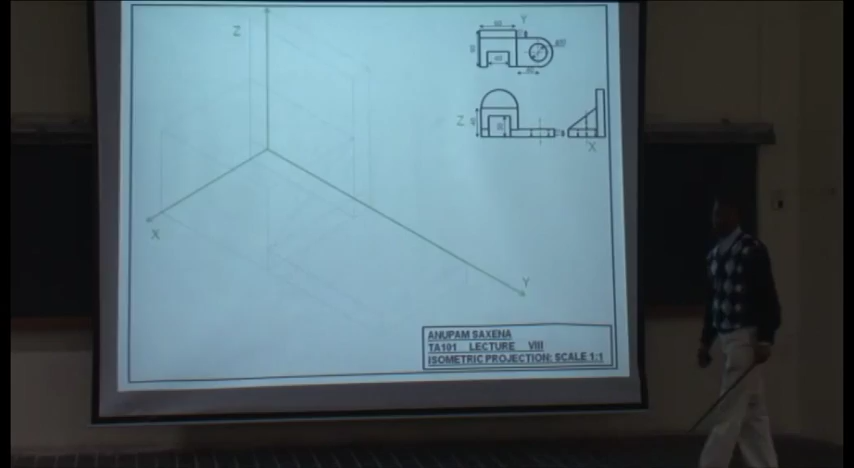 Z
Y
Z
X
X
Y
ANUPAM SAXENA
TA101 LECTURE VIII
ISOMETRIC PROJECTION: SCALE 1:1